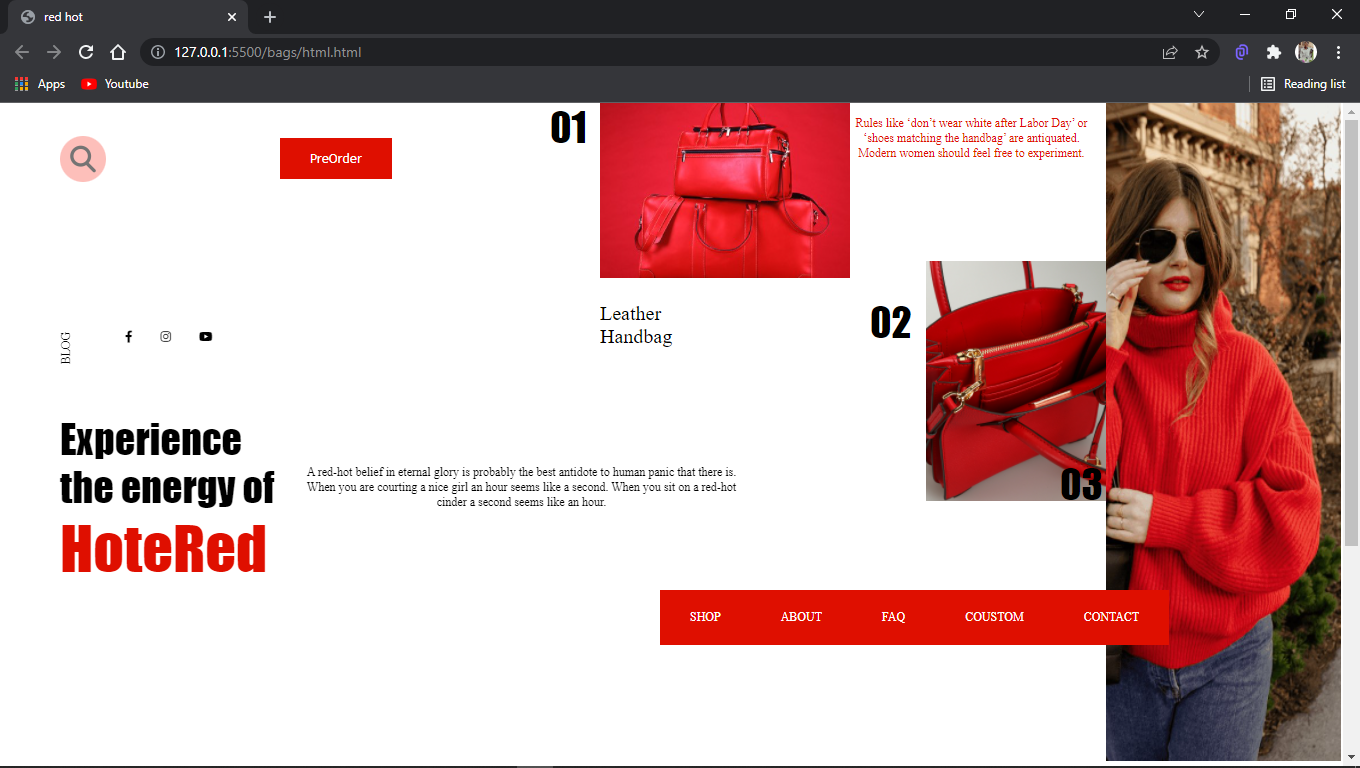 red hot
127.0.0.1:5500/bags/html.html
Apps
Youtube
Reading list
PreOrder
01
Rules like ‘don’t wear white after Labor Day’ or
‘shoes matching the handbag’ are antiquated.
Modern women should feel free to experiment.
Leather
Handbag
02
BLOG
Experience
the energy of
HoteRed
A red-hot belief in eternal glory is probably the best antidote to human panic that there is.
When you are courting a nice girl an hour seems like a second. When you sit on a red-hot
cinder a second seems like an hour.
03
SHOP ABOUT FAQ COUSTOM CONTACT